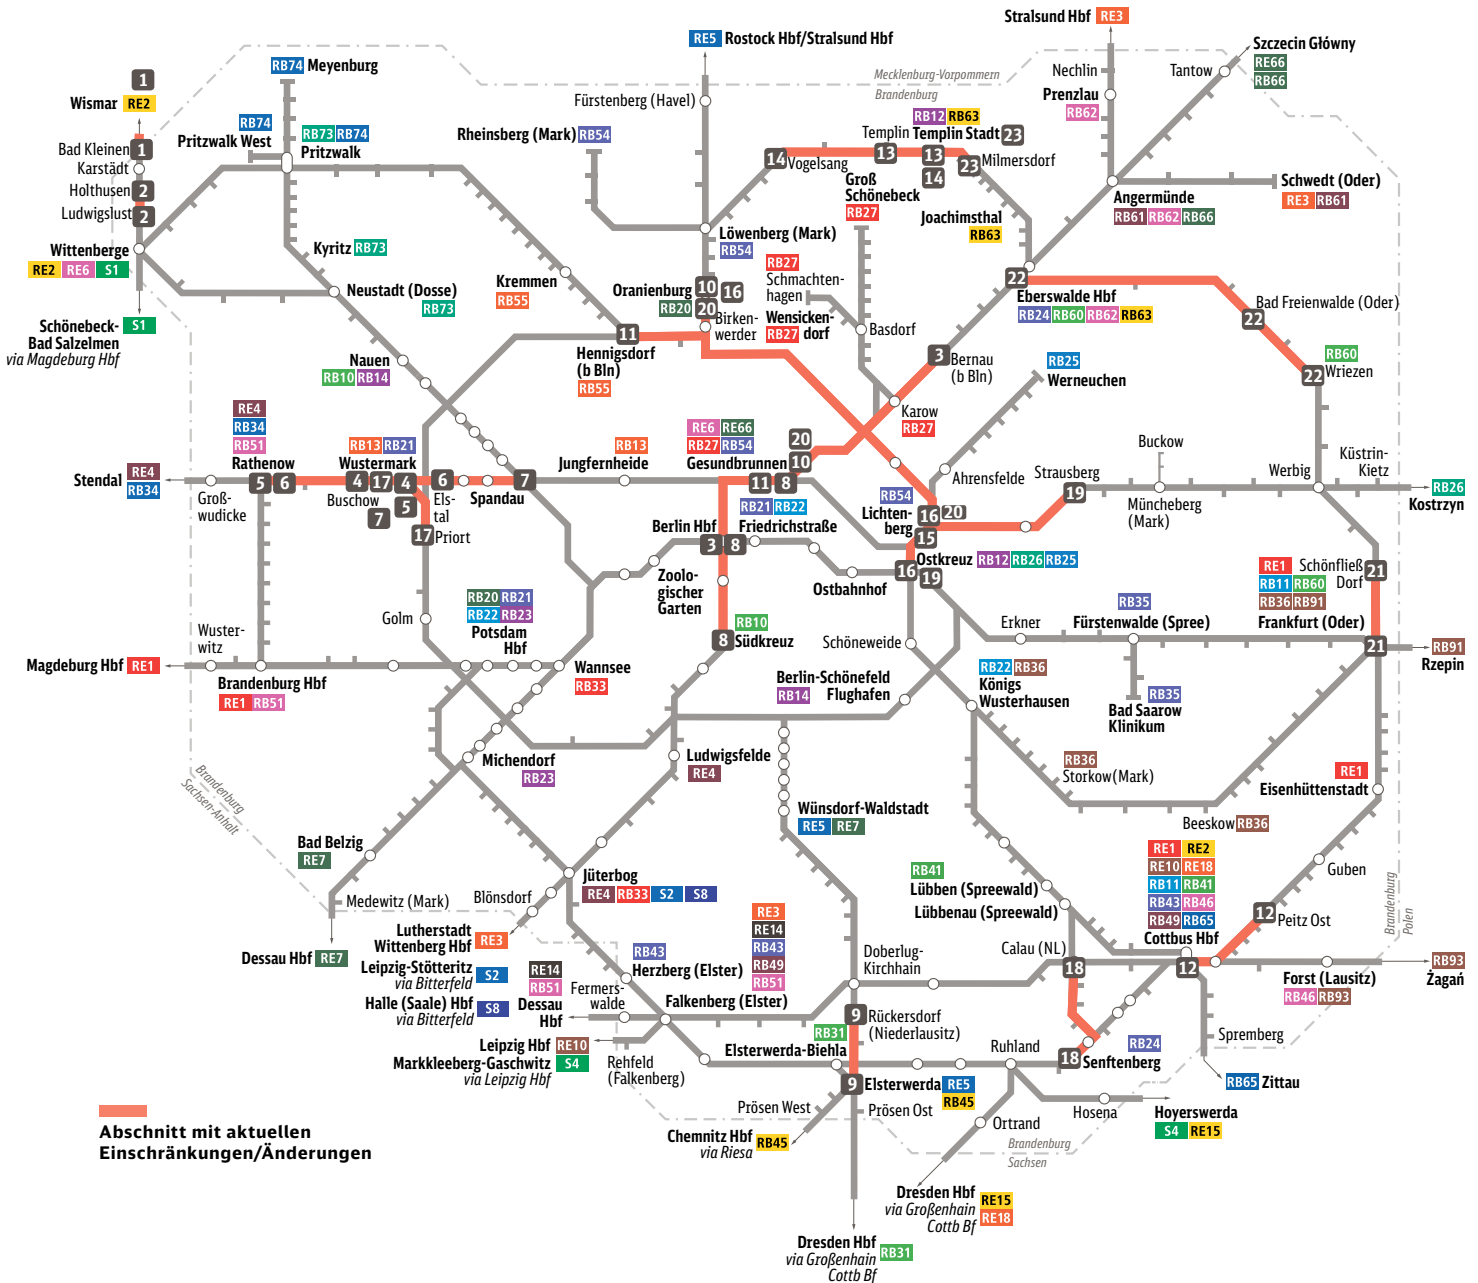 Stralsund Hbf RE3
RE5 Rostock Hbf/Stralsund Hbf
Szczecin Główny
RE66
RB66
Mecklenburg-Vorpommern
Brandenburg
Nechlin
Tantow
RB74 Meyenburg
1
Wismar RE2
Prenzlau
RB62
Fürstenberg (Havel)
RB12 RB63
Templin
Templin Stadt 23
RB74
Pritzwalk West
RB73 RB74
Pritzwalk
Rheinsberg (Mark) RB54
Bad Kleinen
1
Karstädt
Holthusen
2
Ludwigslust
2
14
Vogelsang
13
13
14
23
Milmersdorf
Groß
Schönebeck
RB27
Joachimsthal
RB63
Angermünde
RB61 RB62 RB66
Schwedt (Oder)
RE3 RB61
Wittenberge
RE2 RE6 S1
Kyritz RB73
Löwenberg (Mark)
RB54
Neustadt (Dosse)
RB73
Kremmen
RB55
Oranienburg
RB20
10
16
20
Birken-
werder
RB27
Schmachten-
hagen
Wensicken-
dorf
RB27
Basdorf
22
Eberswalde Hbf
RB24 RB60 RB62 RB63
Bad Freienwalde (Oder)
22
Schönebeck-
Bad Salzelmen
via Magdeburg Hbf
S1
11
Hennigsdorf
(b Bln)
RB55
3
Bernau
(b Bln)
RB60
Wriezen
22
RB25
Werneuchen
Nauen
RB10 RB14
Karow
RB27
RE4
RB34
RB51
Rathenow
5 6
RB13 RB21
Wustermark
4 17 4
Buschow
7
5
6
Els-
tal
Spandau
7
17
Priort
RB13
Jungfernheide
RE6 RE66
RB27 RB54
Gesundbrunnen
20
10
11 8
RB21 RB22
Ahrensfelde
Strausberg
19
Buckow
Müncheberg
(Mark)
Werbig
Küstrin-
Kietz
RB26
Kostrzyn
Stendal
RE4
RB34
Groß-
wudicke
RB54
Lichten-
berg
16 20
15
Berlin Hbf
3 8
Friedrichstraße
Zoolo-
gischer
Garten
Ostbahnhof
Ostkreuz RB12 RB26 RB25
16
19
RE1
RB11 RB60
RB36 RB91
Schönfließ
Dorf
21
Frankfurt (Oder)
21
RB91
Rzepin
Golm
RB20 RB21
RB22 RB23
Potsdam
Hbf
RB10
8
Südkreuz
Schöneweide
Erkner
RB35
Fürstenwalde (Spree)
Wuster-
witz
Magdeburg Hbf RE1
Brandenburg Hbf
RE1 RB51
Wannsee
RB33
Berlin-Schönefeld
Flughafen
RB14
RB22 RB36
Königs
Wusterhausen
RB35
Bad Saarow
Klinikum
Michendorf
RB23
Ludwigsfelde
RE4
RB36
Storkow(Mark)
RE1
Eisenhüttenstadt
Brandenburg
Sachsen-Anhalt
Wünsdorf-Waldstadt
RE5 RE7
Beeskow RB36
Bad Belzig
RE7
RE1 RE2
RE10 RE18
RB11 RB41
RB43 RB46
RB49 RB65
Cottbus Hbf
12
Guben
RB41
Lübben (Spreewald)
Lübbenau (Spreewald)
Jüterbog
RE4 RB33 S2 S8
Medewitz (Mark)
Blönsdorf
12
Peitz Ost
Brandenburg
Polen
Lutherstadt
Wittenberg Hbf
RE3
Dessau Hbf RE7
Leipzig-Stötteritz
via Bitterfeld
S2
Halle (Saale) Hbf
via Bitterfeld
S8
RB43
Herzberg (Elster)
RE3
RE14
RB43
RB49
RB51
Falkenberg (Elster)
Doberlug-
Kirchhain
Calau (NL)
18
Forst (Lausitz)
RB46 RB93
RB93
Żagań
RE14
RB51
Dessau
Hbf
Fermers-
walde
9
Rückersdorf
(Niederlausitz)
Spremberg
Leipzig Hbf RE10
Markkleeberg-Gaschwitz
via Leipzig Hbf
S4
Rehfeld
(Falkenberg)
RB31
Elsterwerda-Biehla
Ruhland
18
RB24
Senftenberg
9
Elsterwerda RE5
RB45
RB65 Zittau
Prösen West
Prösen Ost
Hosena
Hoyerswerda
S4 RE15
Ortrand
Chemnitz Hbf
via Riesa
RB45
Brandenburg
Sachsen
Abschnitt mit aktuellen
Einschränkungen/Änderungen
Dresden Hbf
via Großenhain
Cottb Bf
RE15
RE18
Dresden Hbf
via Großenhain
Cottb Bf
RB31